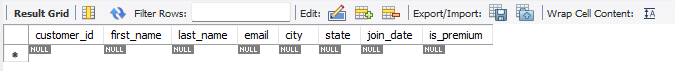 Result Grid Filter Rows: Edit: Export/Import: Wrap Cell Content: IA
customer_id first_name last_name email city state join_date is_premium
* NULL NULL NULL NULL NULL NULL NULL NULL